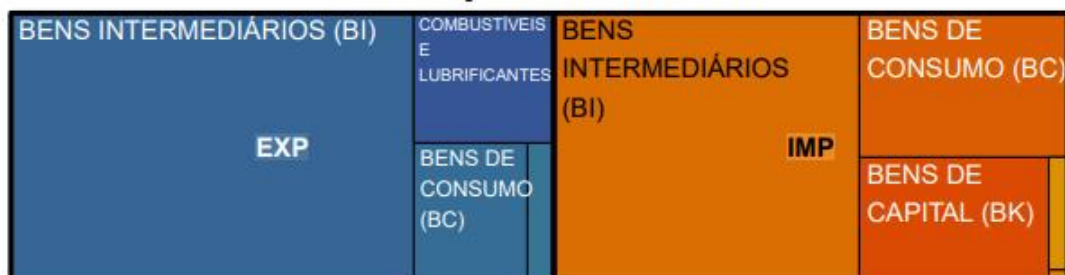 BENS INTERMEDIÁRIOS (BI)
EXP
COMBUSTÍVEIS
E
LUBRIFICANTES
BENS DE
CONSUMO
(BC)
BENS
INTERMEDIÁRIOS
(BI)
IMP
BENS DE
CONSUMO (BC)
BENS DE
CAPITAL (BK)